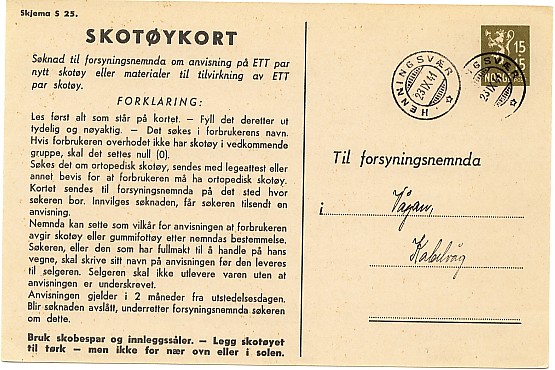 Skjema S 25.
SKOTØYKORT
Søknad til forsyningsnemnda om anvisning på ETT par
nytt skotøy eller materialer til tilvirkning av ETT
par skotøy.
FORKLARING:
Les først alt som står på kortet. — Fyll det deretter ut
tydelig og nøyaktig. — Det søkes i forbrukerens navn.
Hvis forbrukeren overhodet ikke har skotøy i vedkommende
gruppe, skal det settes null (0).
Søkes det om ortopedisk skotøy, sendes med legeattest eller
annet bevis for at forbrukeren må ha ortopedisk skotøy.
Kortet sendes til forsyningsnemnda på det sted hvor
søkeren bor. Innvilges søknaden, får søkeren tilsendt en
anvisning.
Nemnda kan sette som vilkår for anvisningen at forbrukeren
avgir skotøy eller gummifottøy etter nemndas bestemmelse.
Søkeren, eller den som har fullmakt til å handle på hans
vegne, skal skrive sitt navn på anvisningen før den leveres
til selgeren. Selgeren skal ikke utlevere varen uten at
anvisningen er underskrevet.
Anvisningen gjelder i 2 måneder fra utstedelsesdagen.
Blir søknaden avslått, underretter forsyningsnemnda søkeren
om dette.
Bruk skobespar og innleggssåler. — Legg skotøyet
til tørk — men ikke for nær ovn eller i solen.
HENNINGSVÆR
23 IX 41
15
NORGE
Til forsyningsnemnda
i Vågan,
Kabelvåg